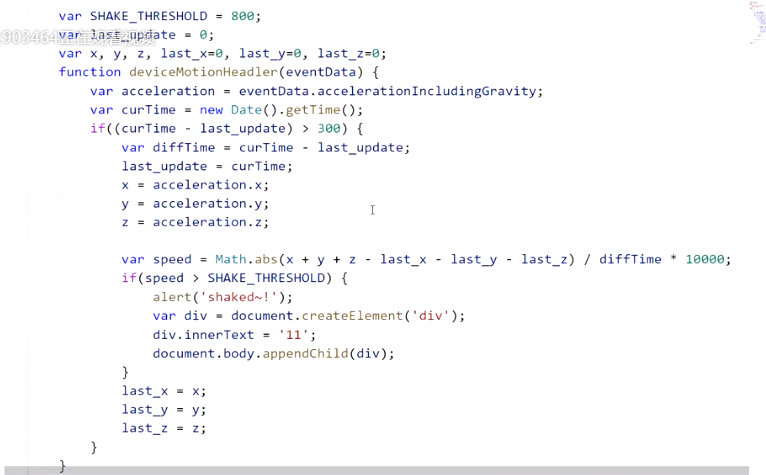 var SHAKE_THRESHOLD = 800;
var last_update = 0;
var x, y, z, last_x=0, last_y=0, last_z=0;
function deviceMotionHeadler(eventData) {
var acceleration = eventData.accelerationIncludingGravity;
var curTime = new Date().getTime();
if((curTime - last_update) > 300) {
var diffTime = curTime - last_update;
last_update = curTime;
x = acceleration.x;
y = acceleration.y;
z = acceleration.z;
var speed = Math.abs(x + y + z - last_x - last_y - last_z) / diffTime * 10000;
if(speed > SHAKE_THRESHOLD) {
alert('shaked~!');
var div = document.createElement('div');
div.innerText = '11';
document.body.appendChild(div);
}
last_x = x;
last_y = y;
last_z = z;
}
}